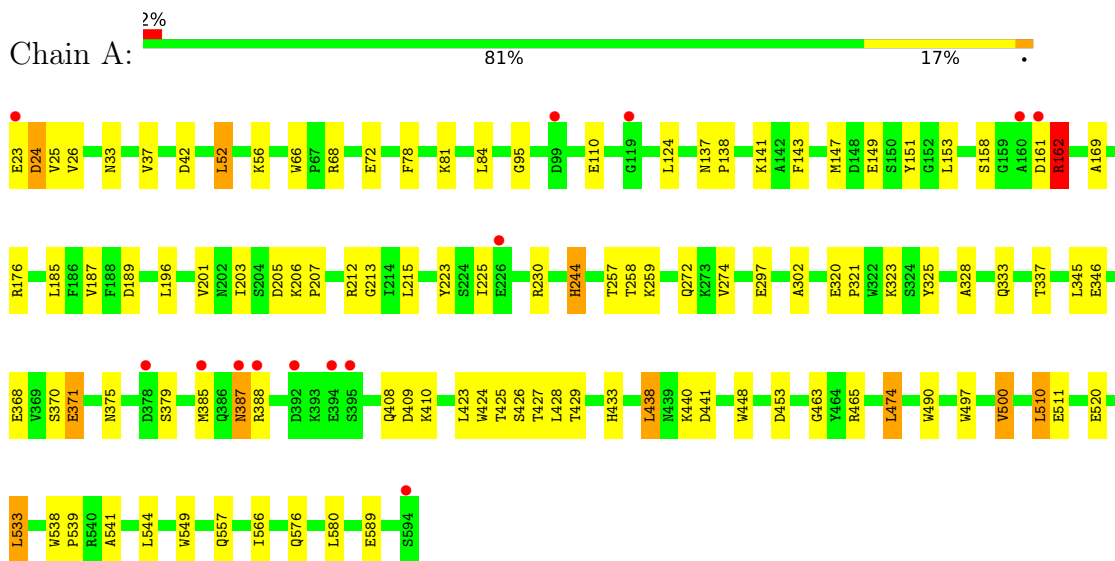 2%
Chain A:
81% 17% •
E23 D24 V25 V26 N33 V37 D42 L52 K56 W66 P67 R68 E72 F78 K81 L84 G95 D99 E110 G119 L124 N137 P138 K141 A142 F143 M147 D148 E149 S150 Y151 G152 L153 S158 G159 A160 D161 R162 A169
R176 L185 F186 V187 F188 D189 L196 V201 N202 I203 S204 D205 K206 P207 R212 G213 I214 L215 Y223 S224 I225 E226 R230 H244 T257 T258 K259 Q272 K273 V274 E297 A302 E320 P321 W322 K323 S324 Y325 A328 Q333 T337 L345 E346
E368 V369 S370 E371 N375 D378 S379 M385 Q386 N387 R388 D392 K393 E394 S395 Q408 D409 K410 L423 W424 T425 S426 T427 L428 T429 H433 L438 N439 K440 D441 W448 D453 G463 Y464 R465 L474 W490 W497 V500 L510 E511 E520
L533 W538 P539 R540 A541 L544 W549 Q557 I566 Q576 L580 E589 S594